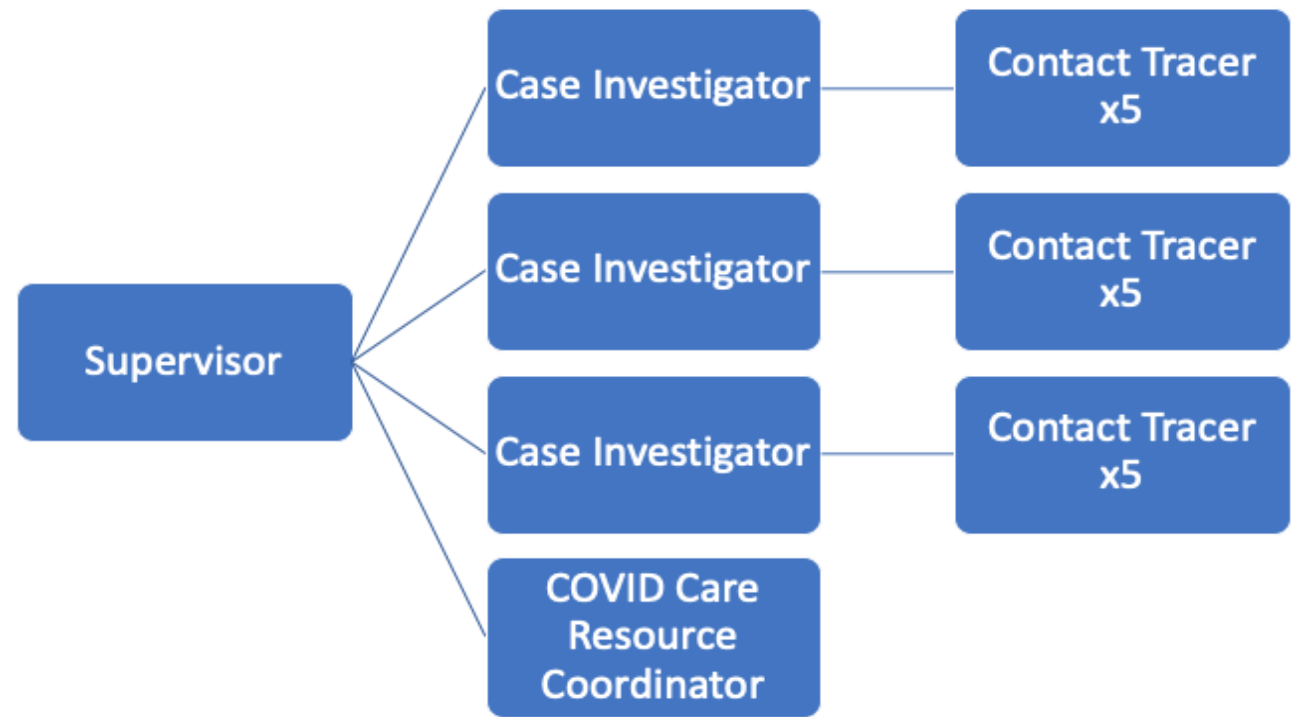 Supervisor
Case Investigator
Contact Tracer
x5
Case Investigator
Contact Tracer
x5
Case Investigator
Contact Tracer
x5
COVID Care
Resource
Coordinator